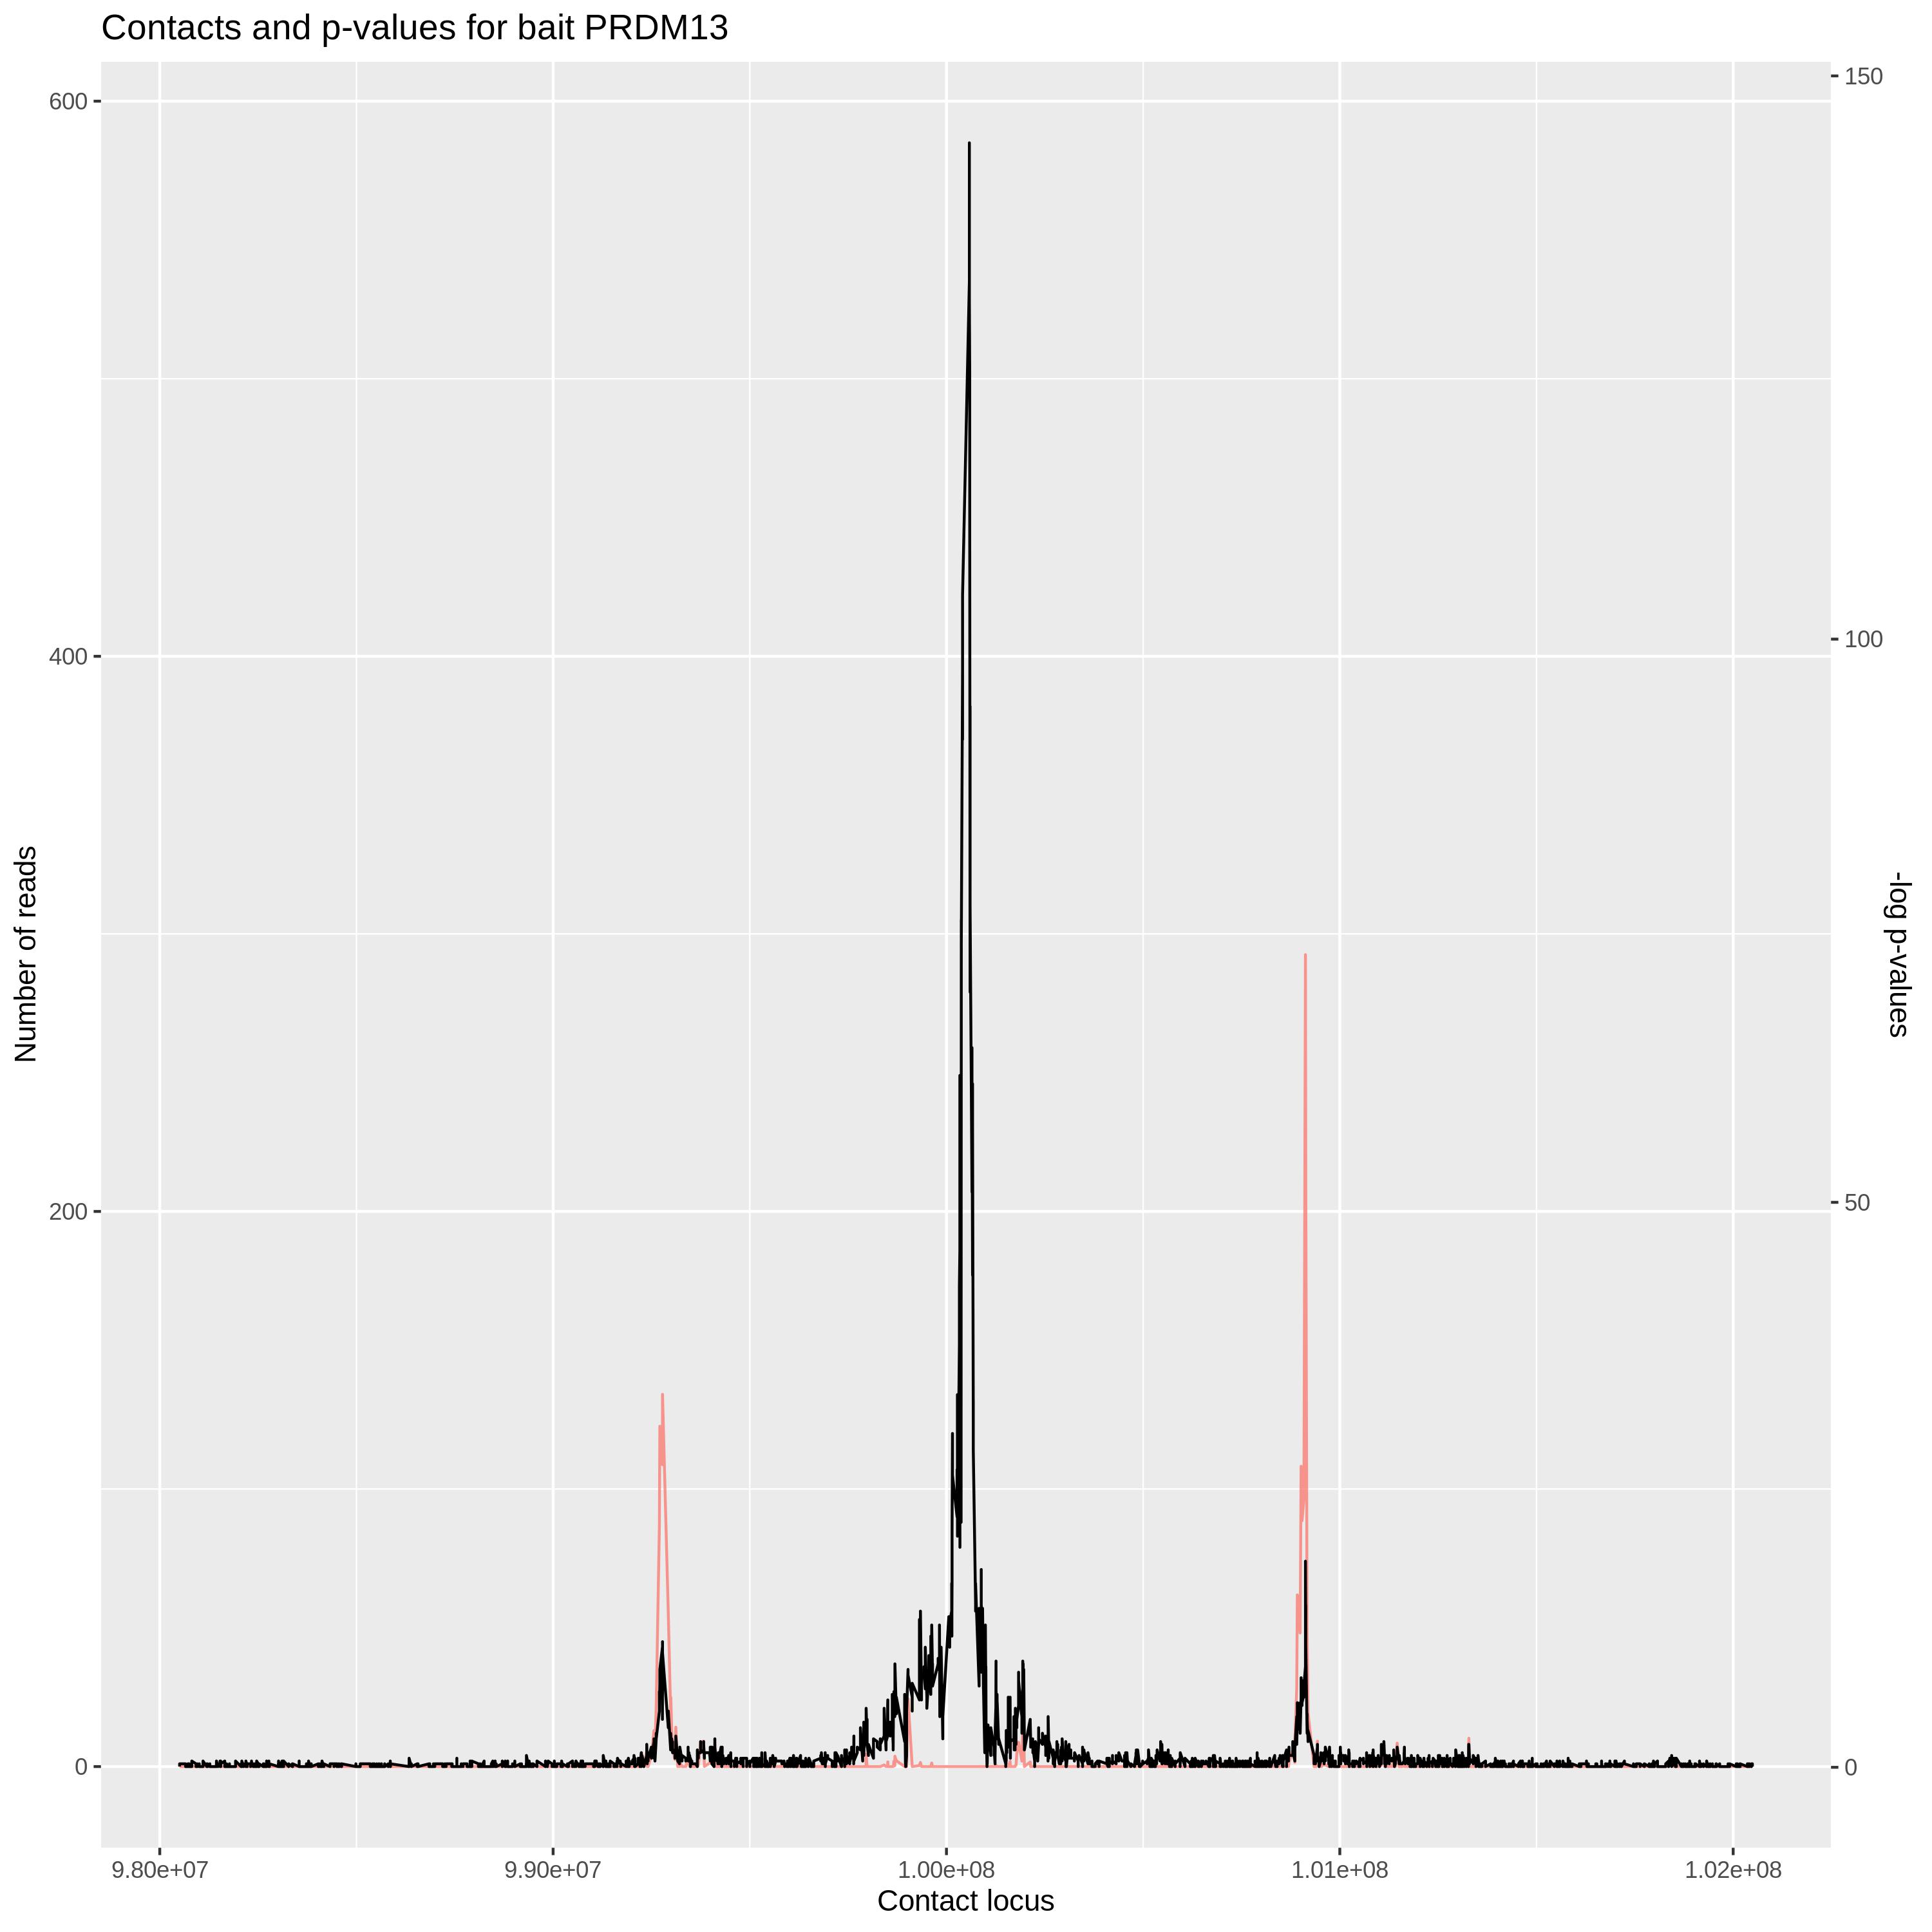 Contacts and p-values for bait PRDM13
600
400
200
0
Number of reads
150
100
50
0
-log p-values
9.80e+07 9.90e+07 1.00e+08 1.01e+08 1.02e+08
Contact locus